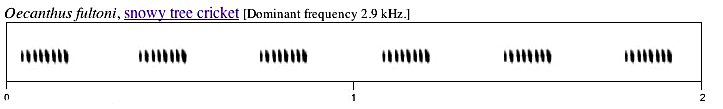 Oecanthus fultoni, snowy tree cricket [Dominant frequency 2.9 kHz.]
0 1 2